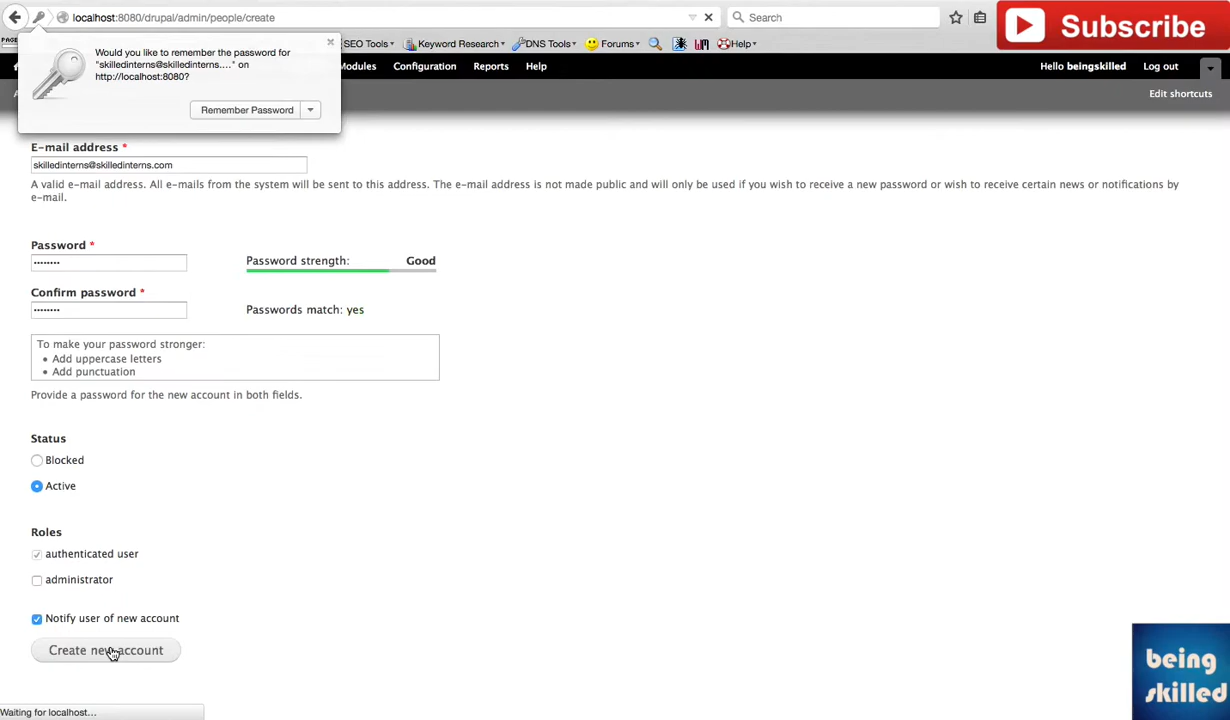 localhost:8080/drupal/admin/people/create
Search
Subscribe
Would you like to remember the password for
"skilledinterns@skilledinterns...." on
http://localhost:8080?
Remember Password
SEO Tools
Keyword Research
DNS Tools
Forums
Help
Modules
Configuration
Reports
Help
Hello beingskilled
Log out
Edit shortcuts
E-mail address *
skilledinterns@skilledinterns.com
A valid e-mail address. All e-mails from the system will be sent to this address. The e-mail address is not made public and will only be used if you wish to receive a new password or wish to receive certain news or notifications by
e-mail.
Password *
Password strength:
Good
Confirm password *
Passwords match: yes
To make your password stronger:
• Add uppercase letters
• Add punctuation
Provide a password for the new account in both fields.
Status
Blocked
Active
Roles
authenticated user
administrator
Notify user of new account
Create new account
being
skilled
Waiting for localhost...